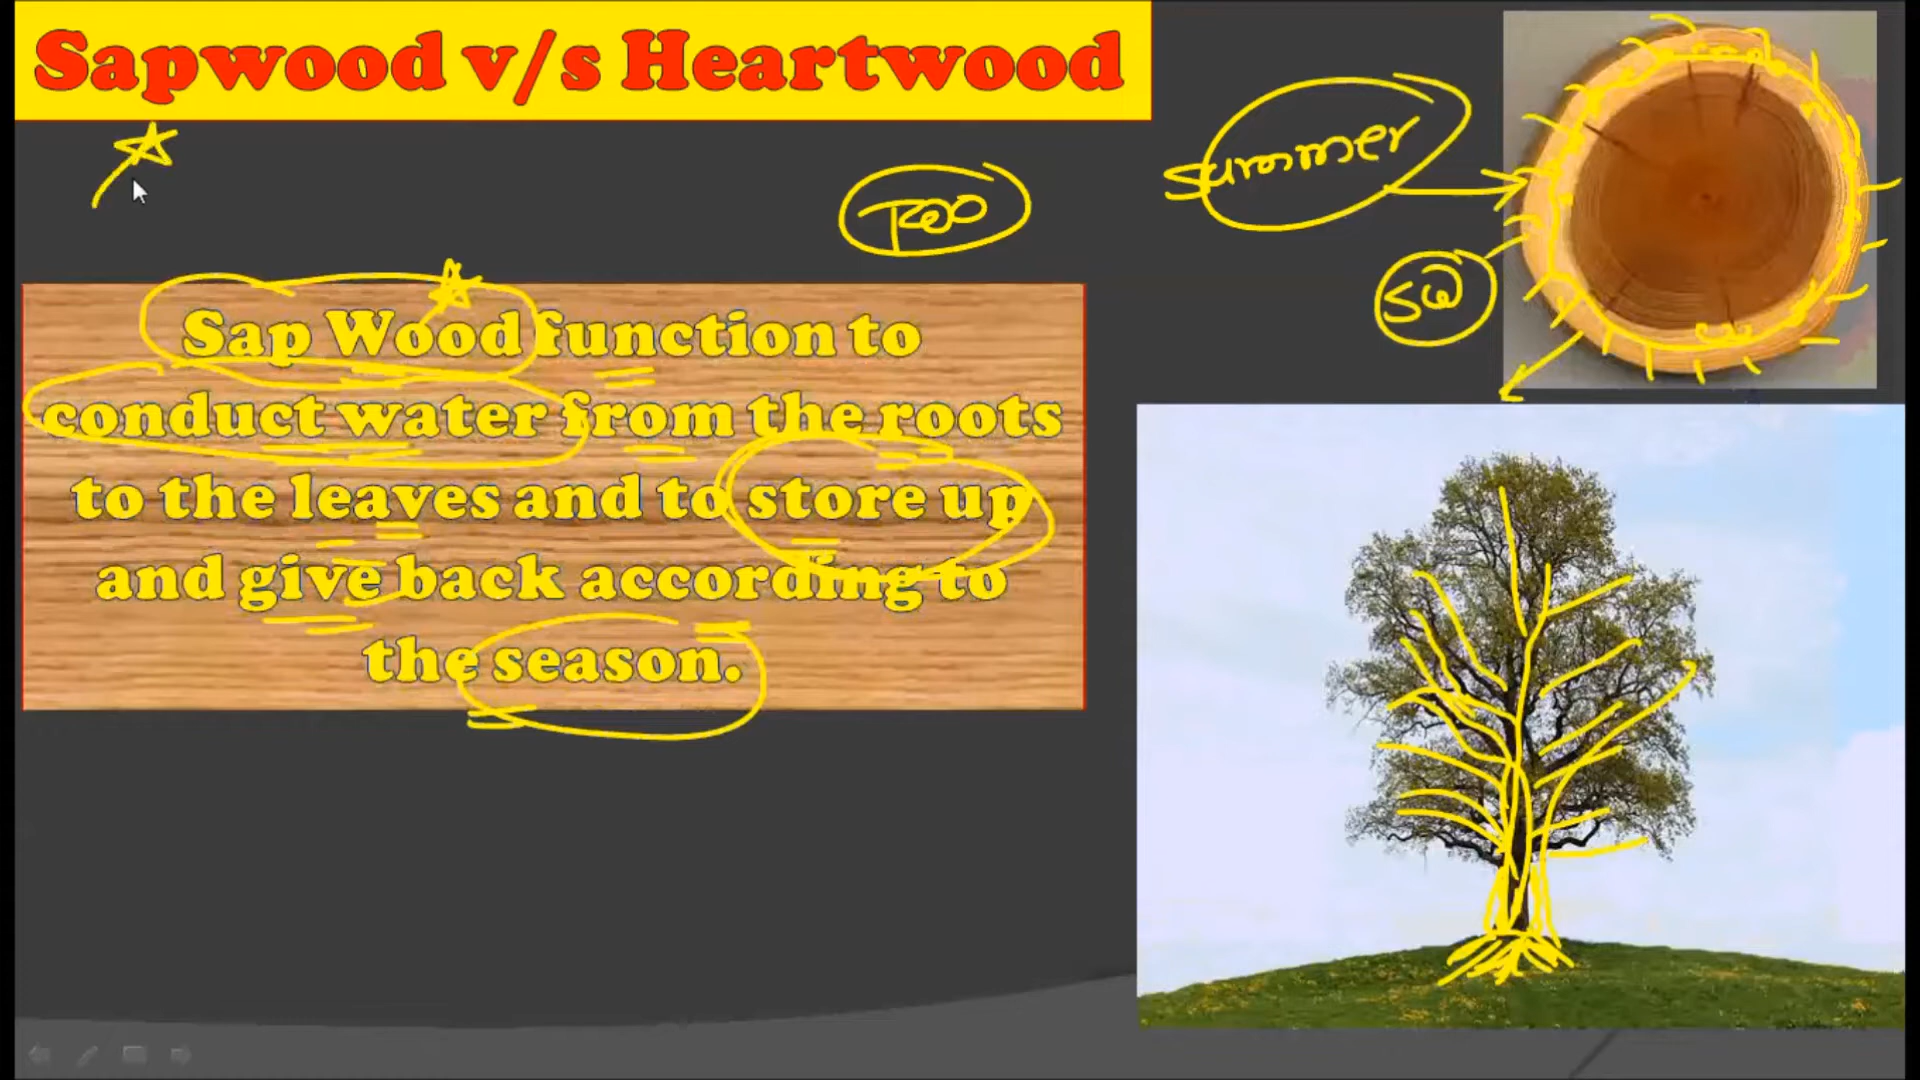 Sapwood v/s Heartwood
summer
SW
Sap Wood function to
conduct water from the roots
to the leaves and to store up
and give back according to
the season.